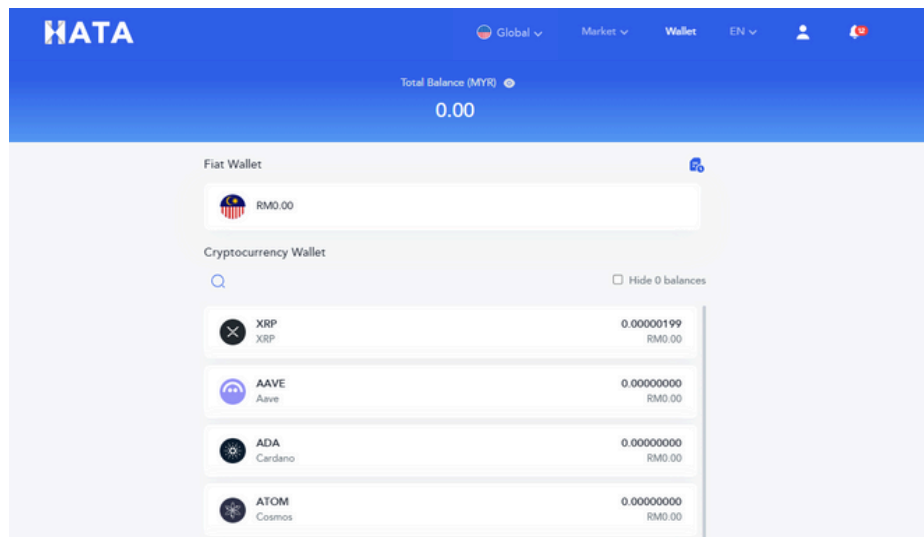 HATA
Global
Market
Wallet
EN
12
Total Balance (MYR)
0.00
Fiat Wallet
RM0.00
Cryptocurrency Wallet
Hide 0 balances
XRP 0.00000199
XRP RM0.00
AAVE 0.00000000
Aave RM0.00
ADA 0.00000000
Cardano RM0.00
ATOM 0.00000000
Cosmos RM0.00